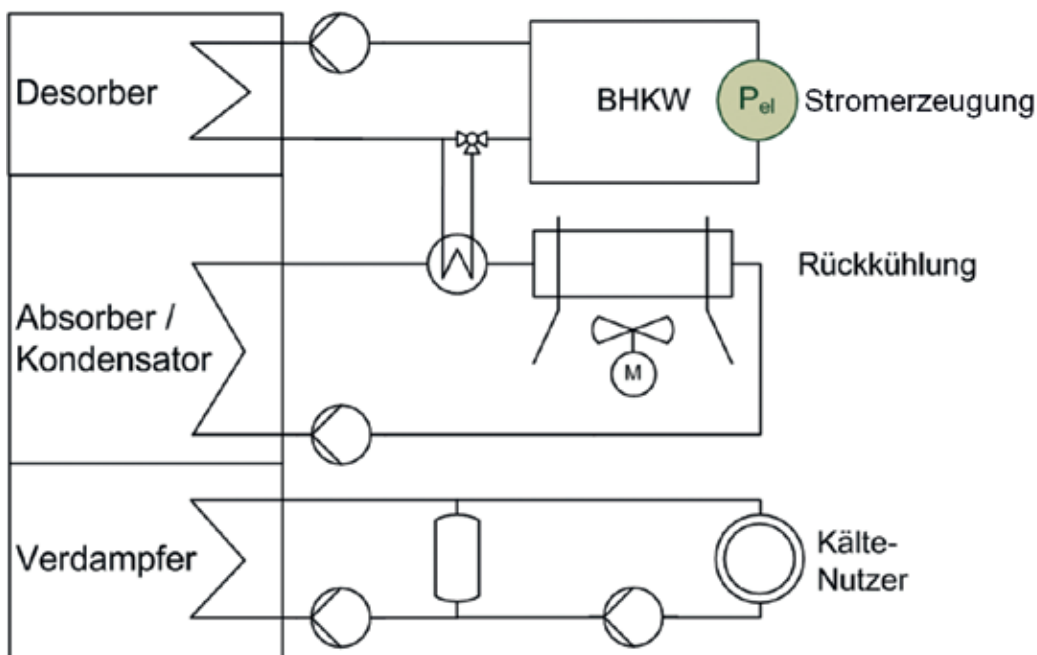 Desorber
BHKW
Pel
Stromerzeugung
Rückkühlung
Absorber /
Kondensator
M
Verdampfer
Kälte-
Nutzer